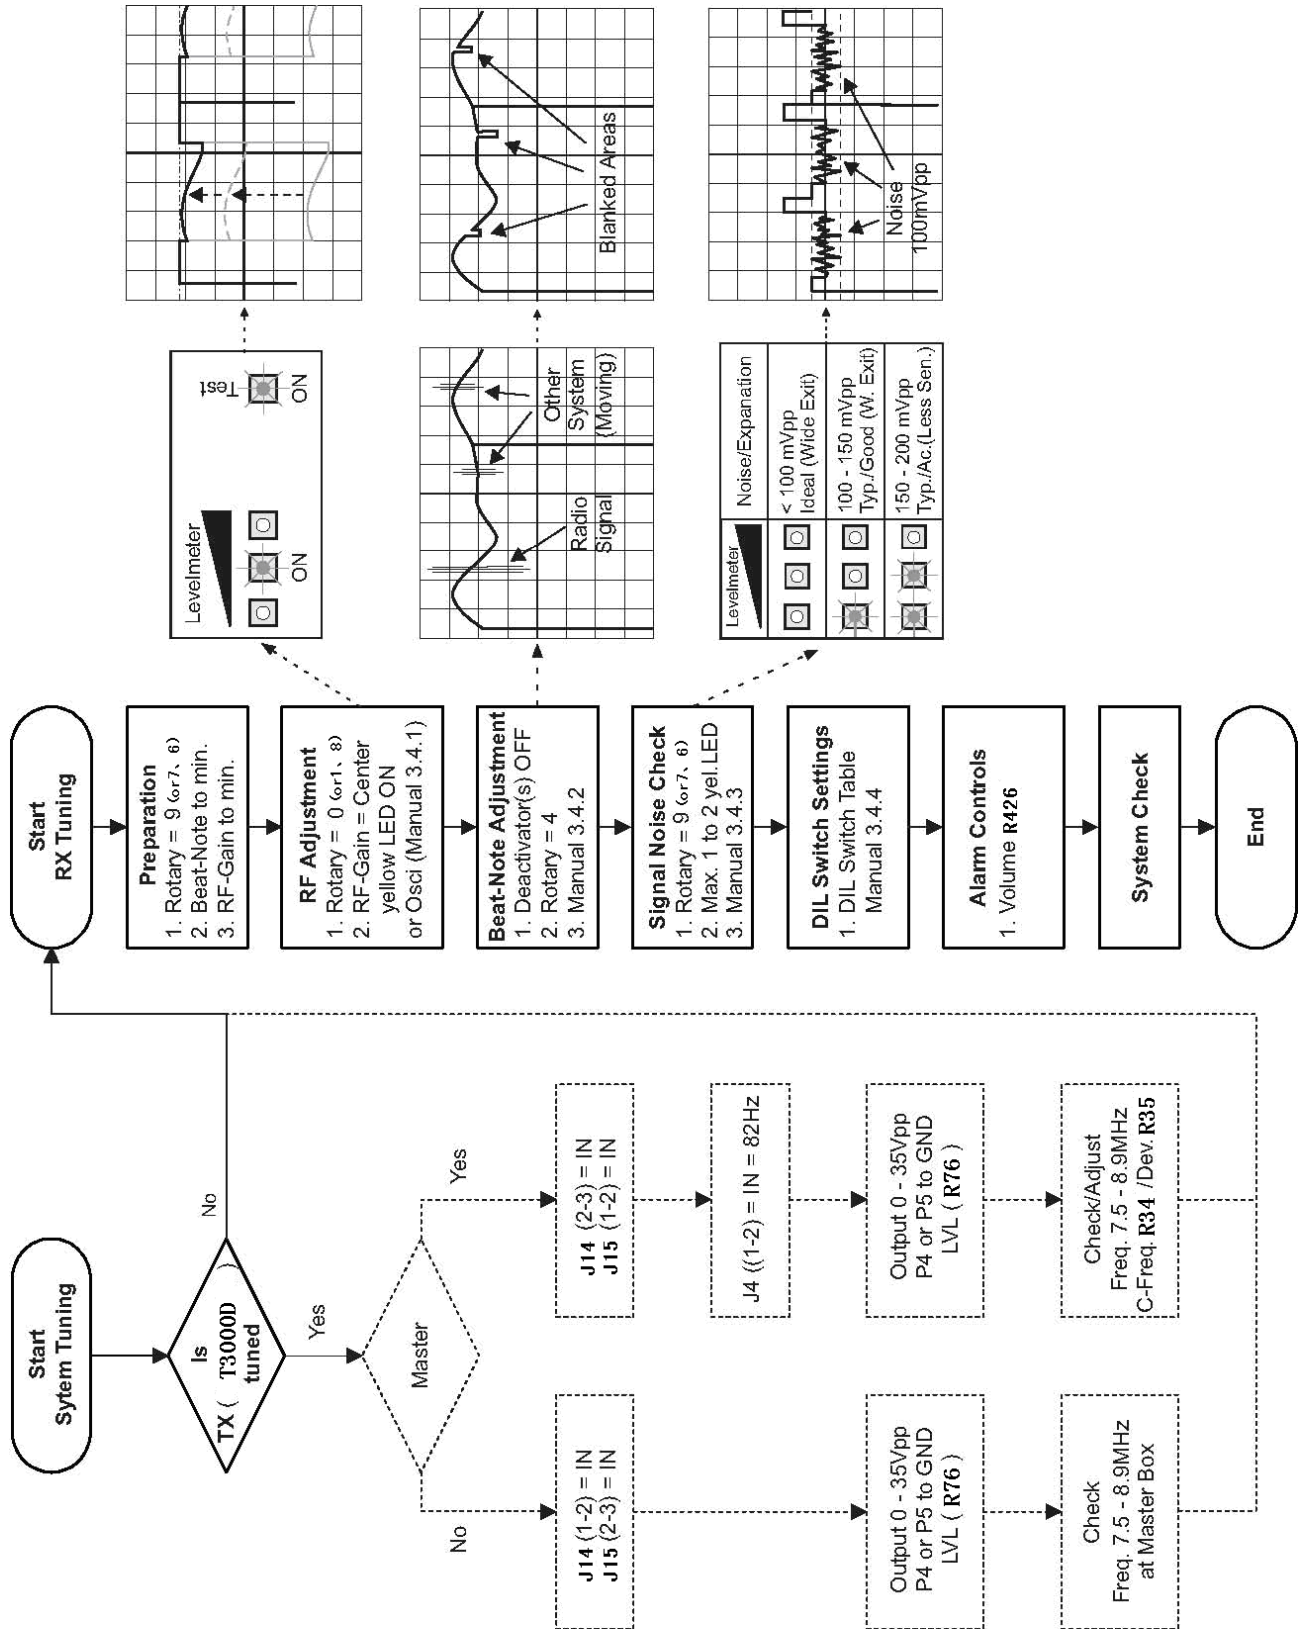 Start
Sytem Tuning
Is
TX ( T3000D )
tuned
No
Yes
Master
No
Yes
J14 (1-2) = IN
J15 (2-3) = IN
Output 0 - 35Vpp
P4 or P5 to GND
LVL ( R76 )
Check
Freq. 7.5 - 8.9MHz
at Master Box
J14 (2-3) = IN
J15 (1-2) = IN
J4 ((1-2) = IN = 82Hz
Output 0 - 35Vpp
P4 or P5 to GND
LVL ( R76 )
Check/Adjust
Freq. 7.5 - 8.9MHz
C-Freq. R34 /Dev. R35
Start
RX Tuning
Preparation
1. Rotary = 9 (or7、6)
2. Beat-Note to min.
3. RF-Gain to min.
RF Adjustment
1. Rotary = 0 (or1、8)
2. RF-Gain = Center
yellow LED ON
or Osci (Manual 3.4.1)
Beat-Note Adjustment
1. Deactivator(s) OFF
2. Rotary = 4
3. Manual 3.4.2
Signal Noise Check
1. Rotary = 9 (or7、6)
2. Max. 1 to 2 yel.LED
3. Manual 3.4.3
DIL Switch Settings
1. DIL Switch Table
Manual 3.4.4
Alarm Controls
1. Volume R426
System Check
End
Levelmeter
ON
Test
ON
Radio
Signal
Other
System
(Moving)
Blanked Areas
Levelmeter
Noise/Expanation
< 100 mVpp
Ideal (Wide Exit)
100 - 150 mVpp
Typ./Good (W. Exit)
150 - 200 mVpp
Typ./Ac.(Less Sen.)
Noise
100mVpp